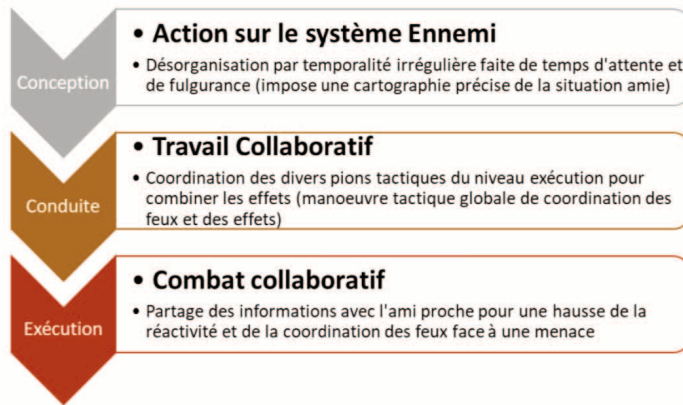 Conception
• Action sur le système Ennemi
• Désorganisation par temporalité irrégulière faite de temps d'attente et
de fulgurance (impose une cartographie précise de la situation amie)
Conduite
• Travail Collaboratif
• Coordination des divers pions tactiques du niveau exécution pour
combiner les effets (manoeuvre tactique globale de coordination des
feux et des effets)
Exécution
• Combat collaboratif
• Partage des informations avec l'ami proche pour une hausse de la
réactivité et de la coordination des feux face à une menace